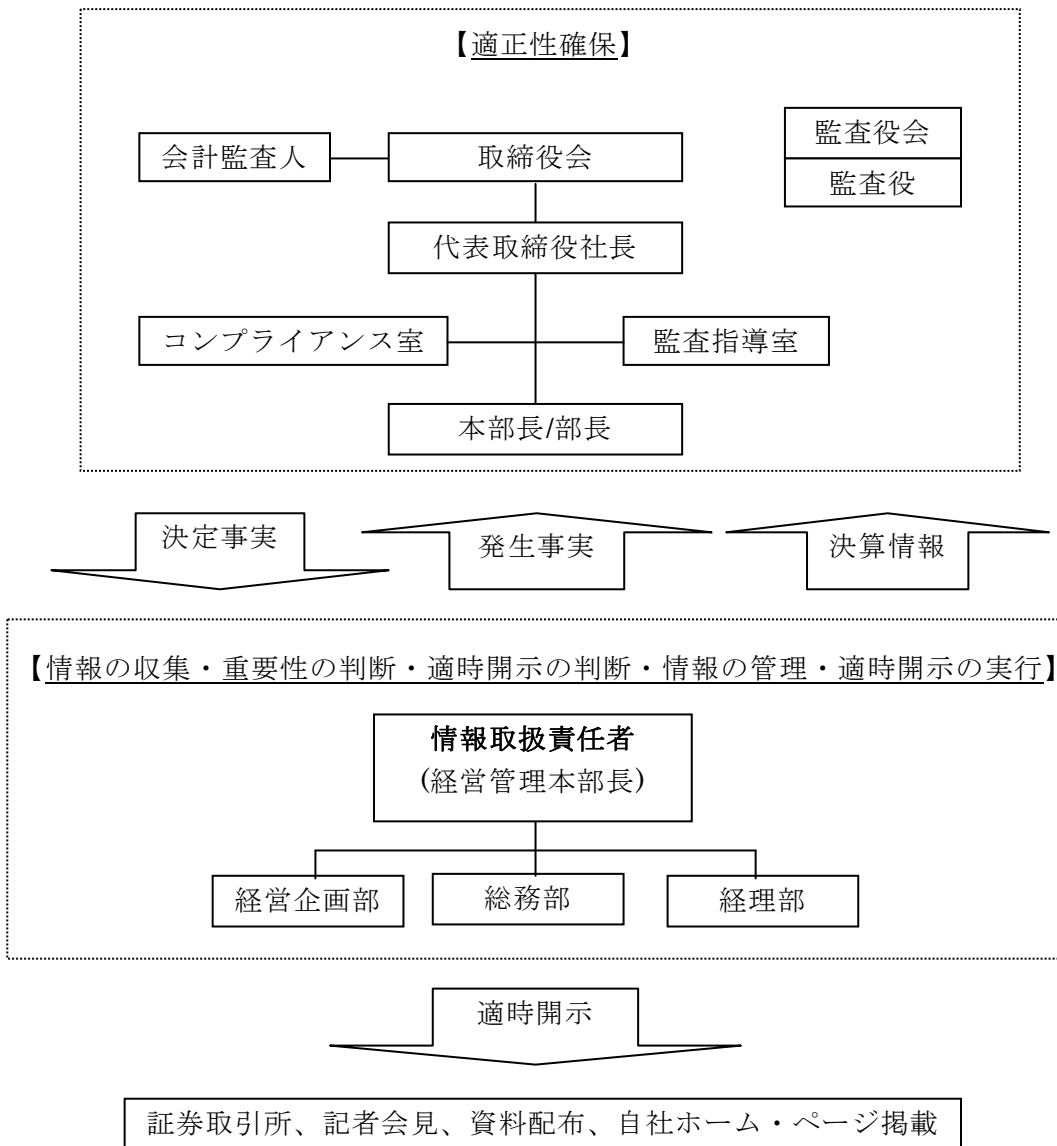 【適正性確保】
会計監査人
取締役会
監査役会
監査役
代表取締役社長
コンプライアンス室
監査指導室
本部長/部長
決定事実
発生事実
決算情報
【情報の収集・重要性の判断・適時開示の判断・情報の管理・適時開示の実行】
情報取扱責任者
(経営管理本部長)
経営企画部
総務部
経理部
適時開示
証券取引所、記者会見、資料配布、自社ホーム・ページ掲載